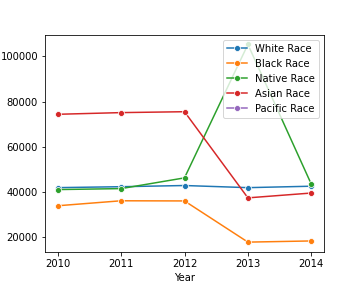 White Race
Black Race
Native Race
Asian Race
Pacific Race
100000
80000
60000
40000
20000
2010 2011 2012 2013 2014
Year